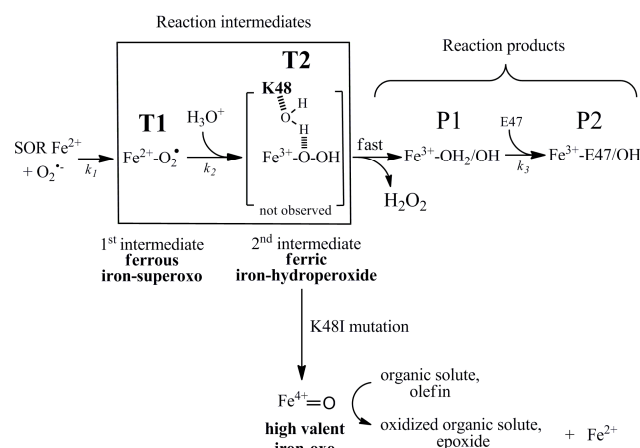 Reaction intermediates
Reaction products
T2
K48
H
O
H
T1
H₃O⁺
P1
E47
P2
SOR Fe²⁺
+ O₂•⁻
k₁
Fe²⁺-O₂•
k₂
Fe³⁺-O-OH
fast
Fe³⁺-OH₂/OH
k₃
Fe³⁺-E47/OH
H₂O₂
not observed
1st intermediate
ferrous
iron-superoxo
2nd intermediate
ferric
iron-hydroperoxide
K48I mutation
Fe⁴⁺=O
organic solute,
olefin
high valent
iron-oxo
oxidized organic solute,
epoxide
+ Fe²⁺